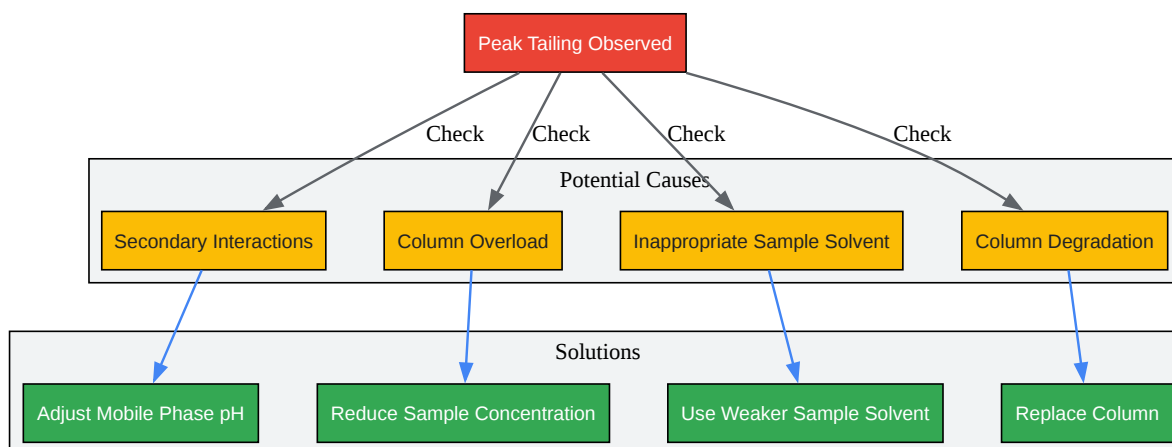 Peak Tailing Observed
Check
Check
Check
Check
Potential Causes
Secondary Interactions
Column Overload
Inappropriate Sample Solvent
Column Degradation
Solutions
Adjust Mobile Phase pH
Reduce Sample Concentration
Use Weaker Sample Solvent
Replace Column